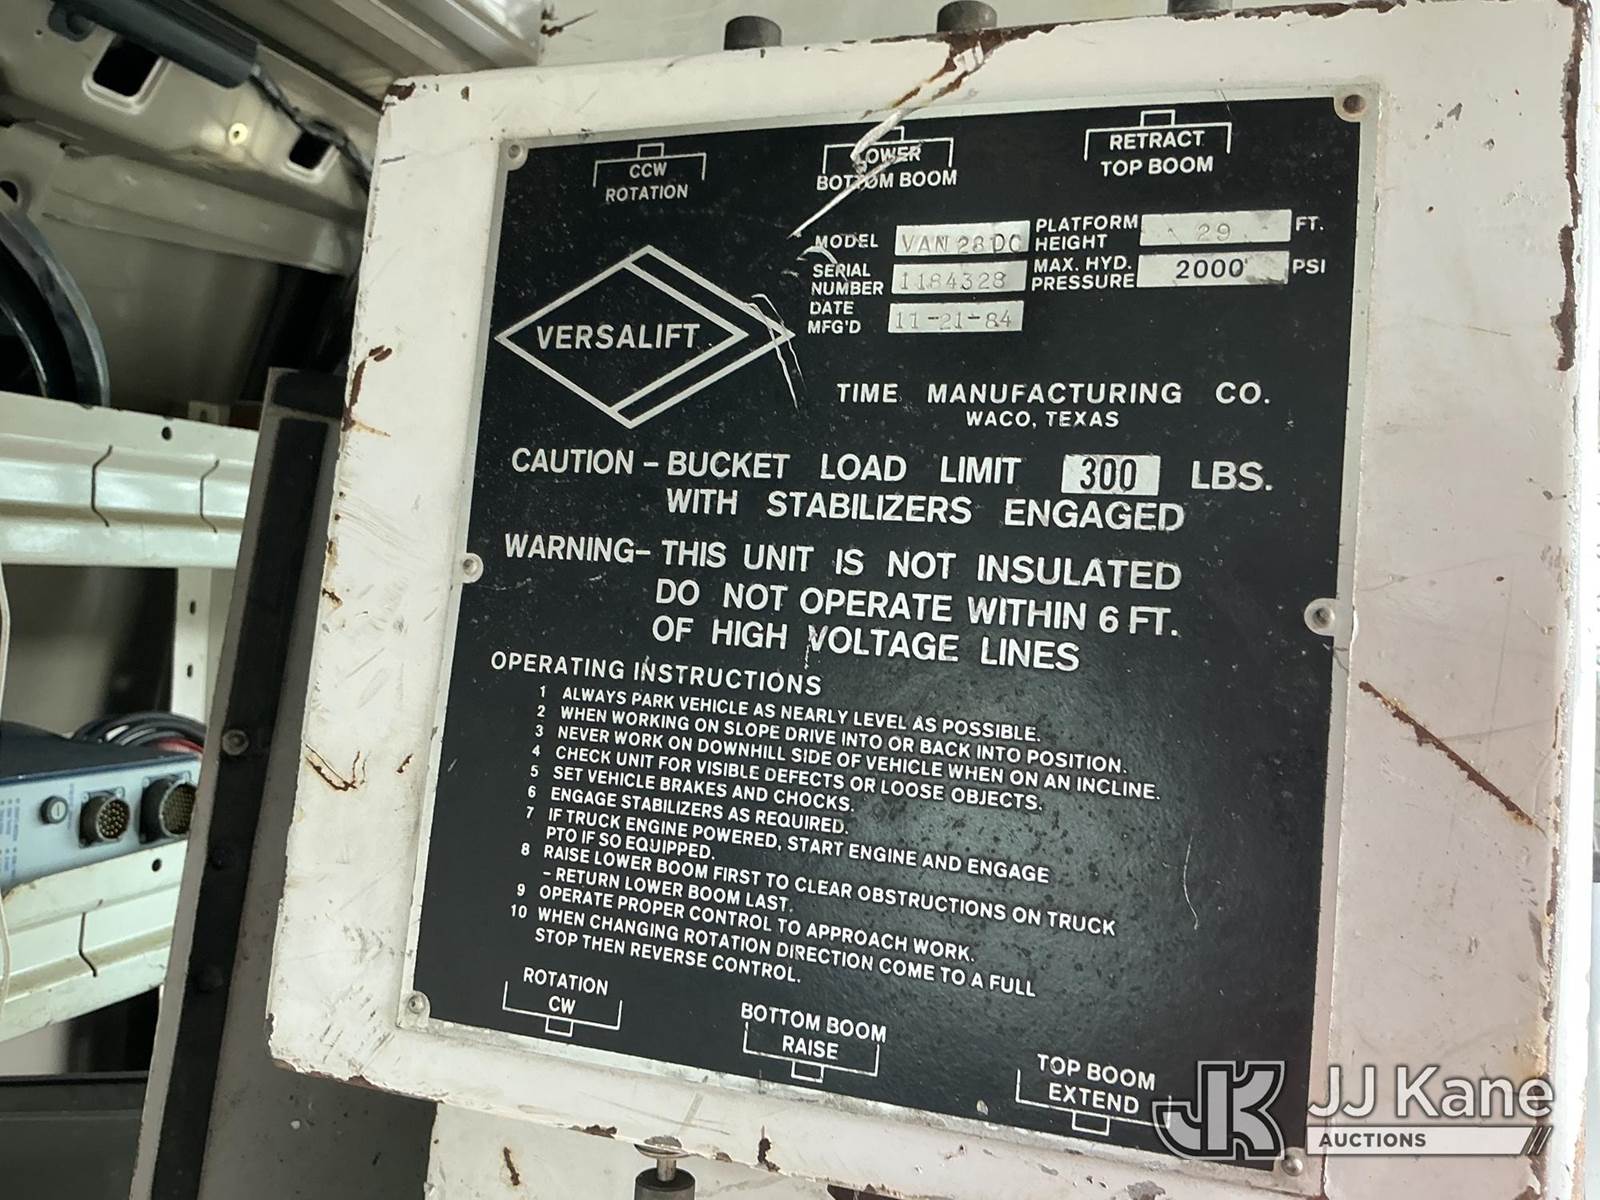 CCW
ROTATION
LOWER
BOTTOM BOOM
RETRACT
TOP BOOM
VERSALIFT
MODEL VAN 28DC
PLATFORM HEIGHT 29 FT.
SERIAL NUMBER 1184328
MAX. HYD. PRESSURE 2000 PSI
DATE MFG'D 11-21-84
TIME MANUFACTURING CO.
WACO, TEXAS
CAUTION - BUCKET LOAD LIMIT 300 LBS.
WITH STABILIZERS ENGAGED
WARNING- THIS UNIT IS NOT INSULATED
DO NOT OPERATE WITHIN 6 FT.
OF HIGH VOLTAGE LINES
OPERATING INSTRUCTIONS
1 ALWAYS PARK VEHICLE AS NEARLY LEVEL AS POSSIBLE.
2 WHEN WORKING ON SLOPE DRIVE INTO OR BACK INTO POSITION.
3 NEVER WORK ON DOWNHILL SIDE OF VEHICLE WHEN ON AN INCLINE.
4 CHECK UNIT FOR VISIBLE DEFECTS OR LOOSE OBJECTS.
5 SET VEHICLE BRAKES AND CHOCKS.
6 ENGAGE STABILIZERS AS REQUIRED.
7 IF TRUCK ENGINE POWERED, START ENGINE AND ENGAGE
PTO IF SO EQUIPPED.
8 RAISE LOWER BOOM FIRST TO CLEAR OBSTRUCTIONS ON TRUCK
- RETURN LOWER BOOM LAST.
9 OPERATE PROPER CONTROL TO APPROACH WORK.
10 WHEN CHANGING ROTATION DIRECTION COME TO A FULL
STOP THEN REVERSE CONTROL.
ROTATION
CW
BOTTOM BOOM
RAISE
TOP BOOM
EXTEND
JK JJ Kane
AUCTIONS